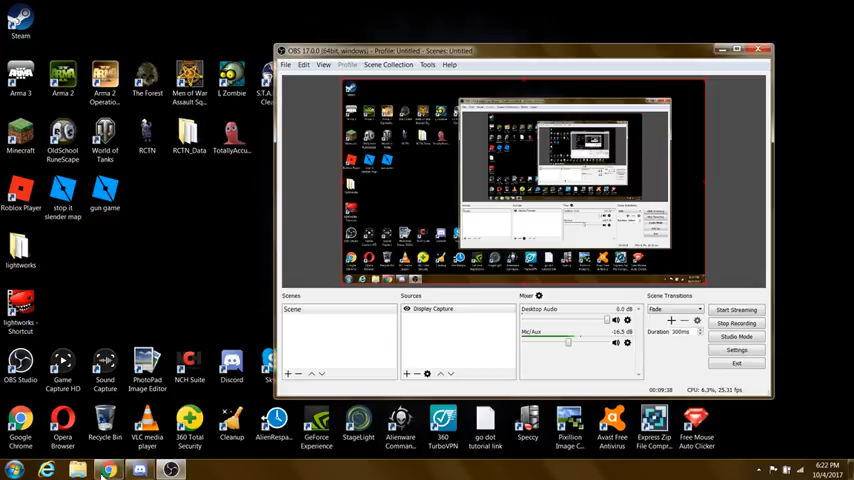 OBS 17.0.0 (64bit, windows) - Profile: Untitled - Scenes: Untitled
File Edit View Profile Scene Collection Tools Help
Steam
Arma 3
Arma 2
Arma 2 Operatio...
The Forest
Men of War Assault Sq...
I, Zombie
S.T.A. Cle
Minecraft
OldSchool RuneScape
World of Tanks
RCTN
RCTN_Data
TotallyAccu...
Roblox Player
stop it slender map
gun game
lightworks
lightworks - Shortcut
Scenes
Sources
Mixer
Scene Transitions
Scene
Display Capture
Desktop Audio
0.0 dB
Mic/Aux
-16.5 dB
Fade
Duration 300ms
Start Streaming
Stop Recording
Studio Mode
Settings
Exit
00:09:38
CPU: 6.3%, 25.31 fps
OBS Studio
Game Capture HD
Sound Capture
PhotoPad Image Editor
NCH Suite
Discord
Sk
Google Chrome
Opera Browser
Recycle Bin
VLC media player
360 Total Security
Cleanup
AlienRespa...
GeForce Experience
StageLight
Alienware Comman...
360 TurboVPN
go dot tutorial link
Speccy
Pixillion Image C...
Avast Free Antivirus
Express Zip File Compr...
Free Mouse Auto Clicker
6:22 PM
10/4/2017